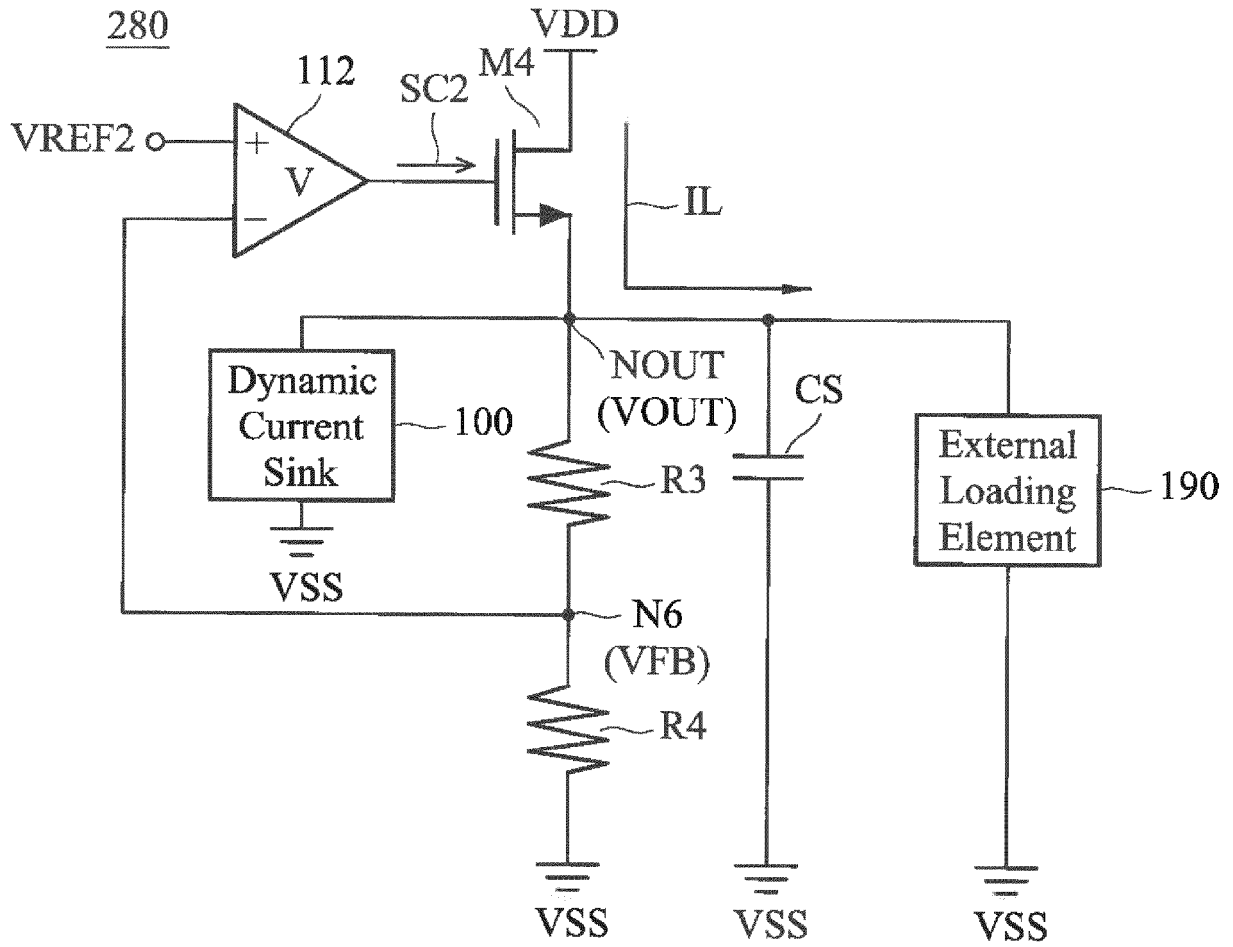 280
VDD
M4
112
SC2
VREF2
+
V
−
IL
NOUT
(VOUT)
CS
Dynamic
Current
Sink
100
R3
External
Loading
Element
190
VSS
N6
(VFB)
R4
VSS
VSS
VSS